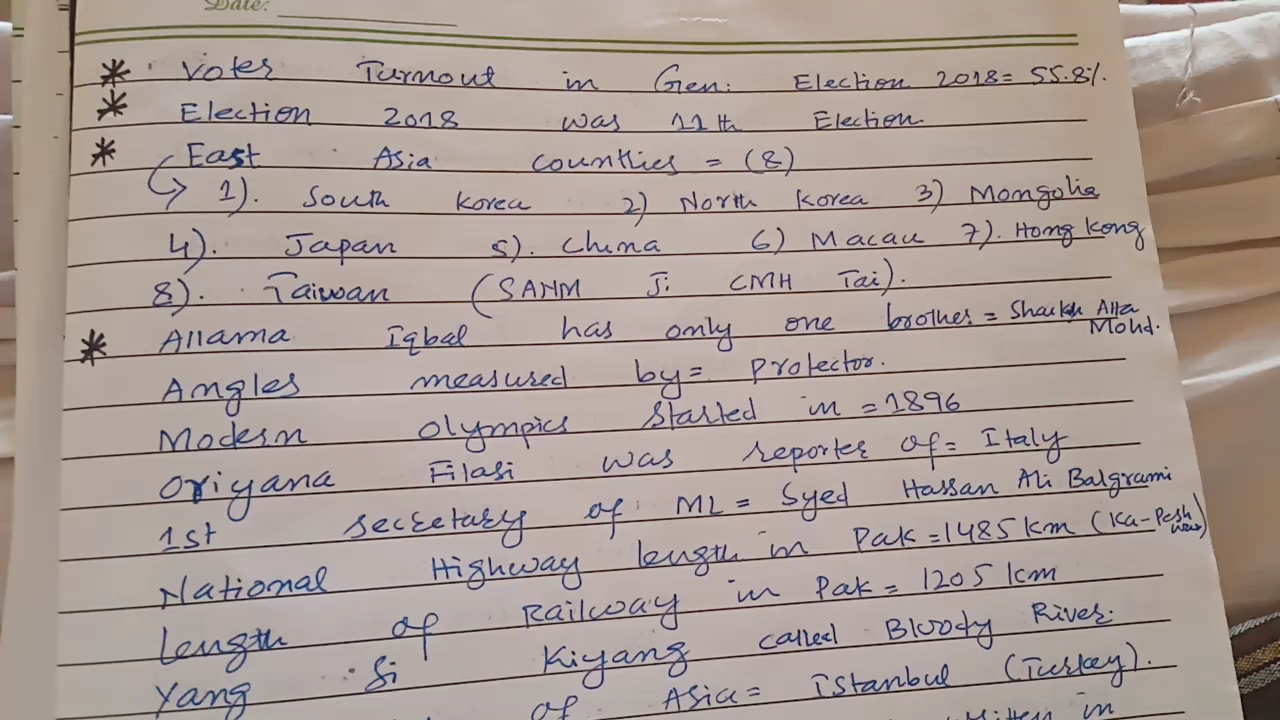 Date:
* Votes Turnout in Gen: Election 2018 = 55.8%.
* Election 2018 was 11th Election
* East Asia countries = (8)
1). South Korea 2) North Korea 3) Mongolia
4). Japan 5). China 6) Macau 7). Hong Kong
8). Taiwan (SANM Ji CMH Tai).
* Allama Iqbal has only one brother = Shaikh Atta Mohd.
Angles measured by = Protector.
Modern Olympics started in = 1896
Oriyana Filasi was reporter of = Italy
1st secretary of ML = Syed Hassan Ali Balgrami
National Highway length in Pak = 1485 km (Ka-Peshwar)
Length of Railway in Pak = 1205 km
Yang Si Kiyang called Bloody River.
of Asia = Istanbul (Turkey).
in